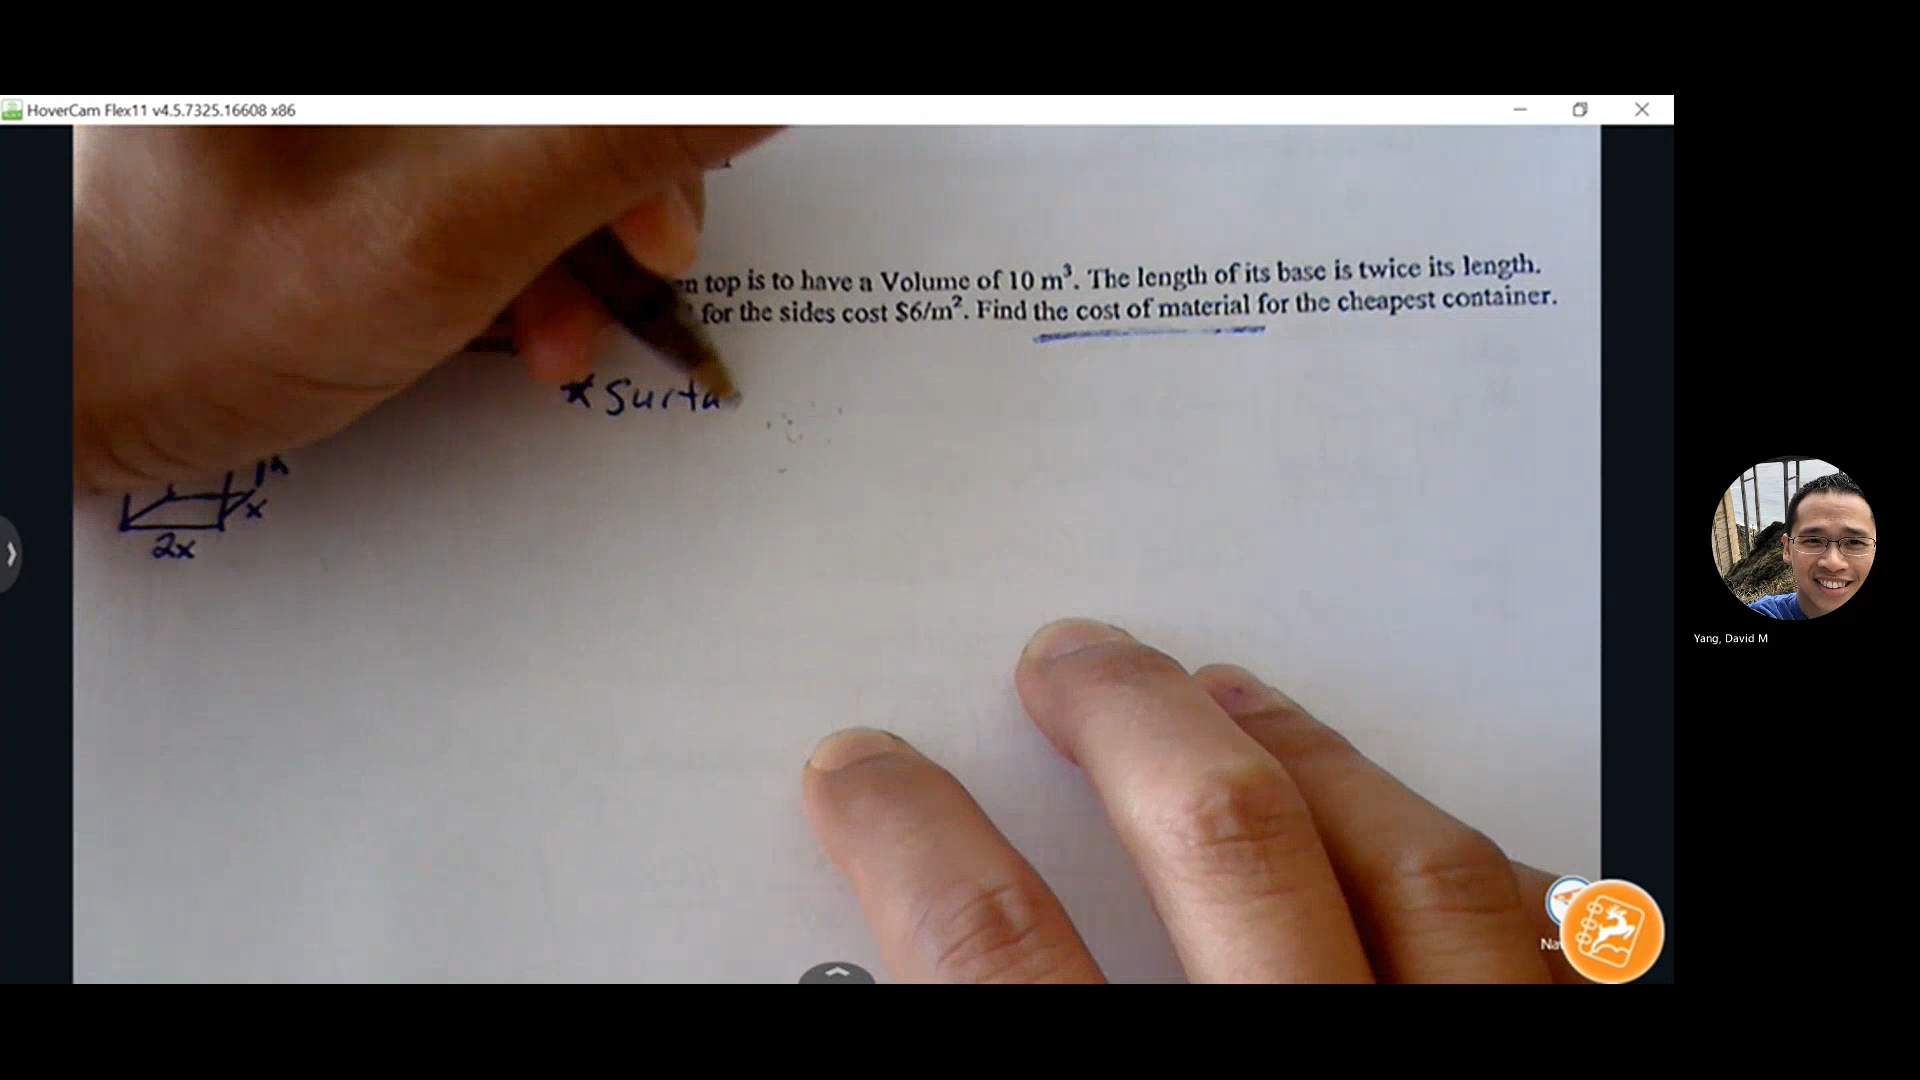 HoverCam Flex11 v4.5.7325.16608 x86
top is to have a Volume of 10 m³. The length of its base is twice its length.
for the sides cost $6/m². Find the cost of material for the cheapest container.
* Surfa
h
x
2x
Yang, David M